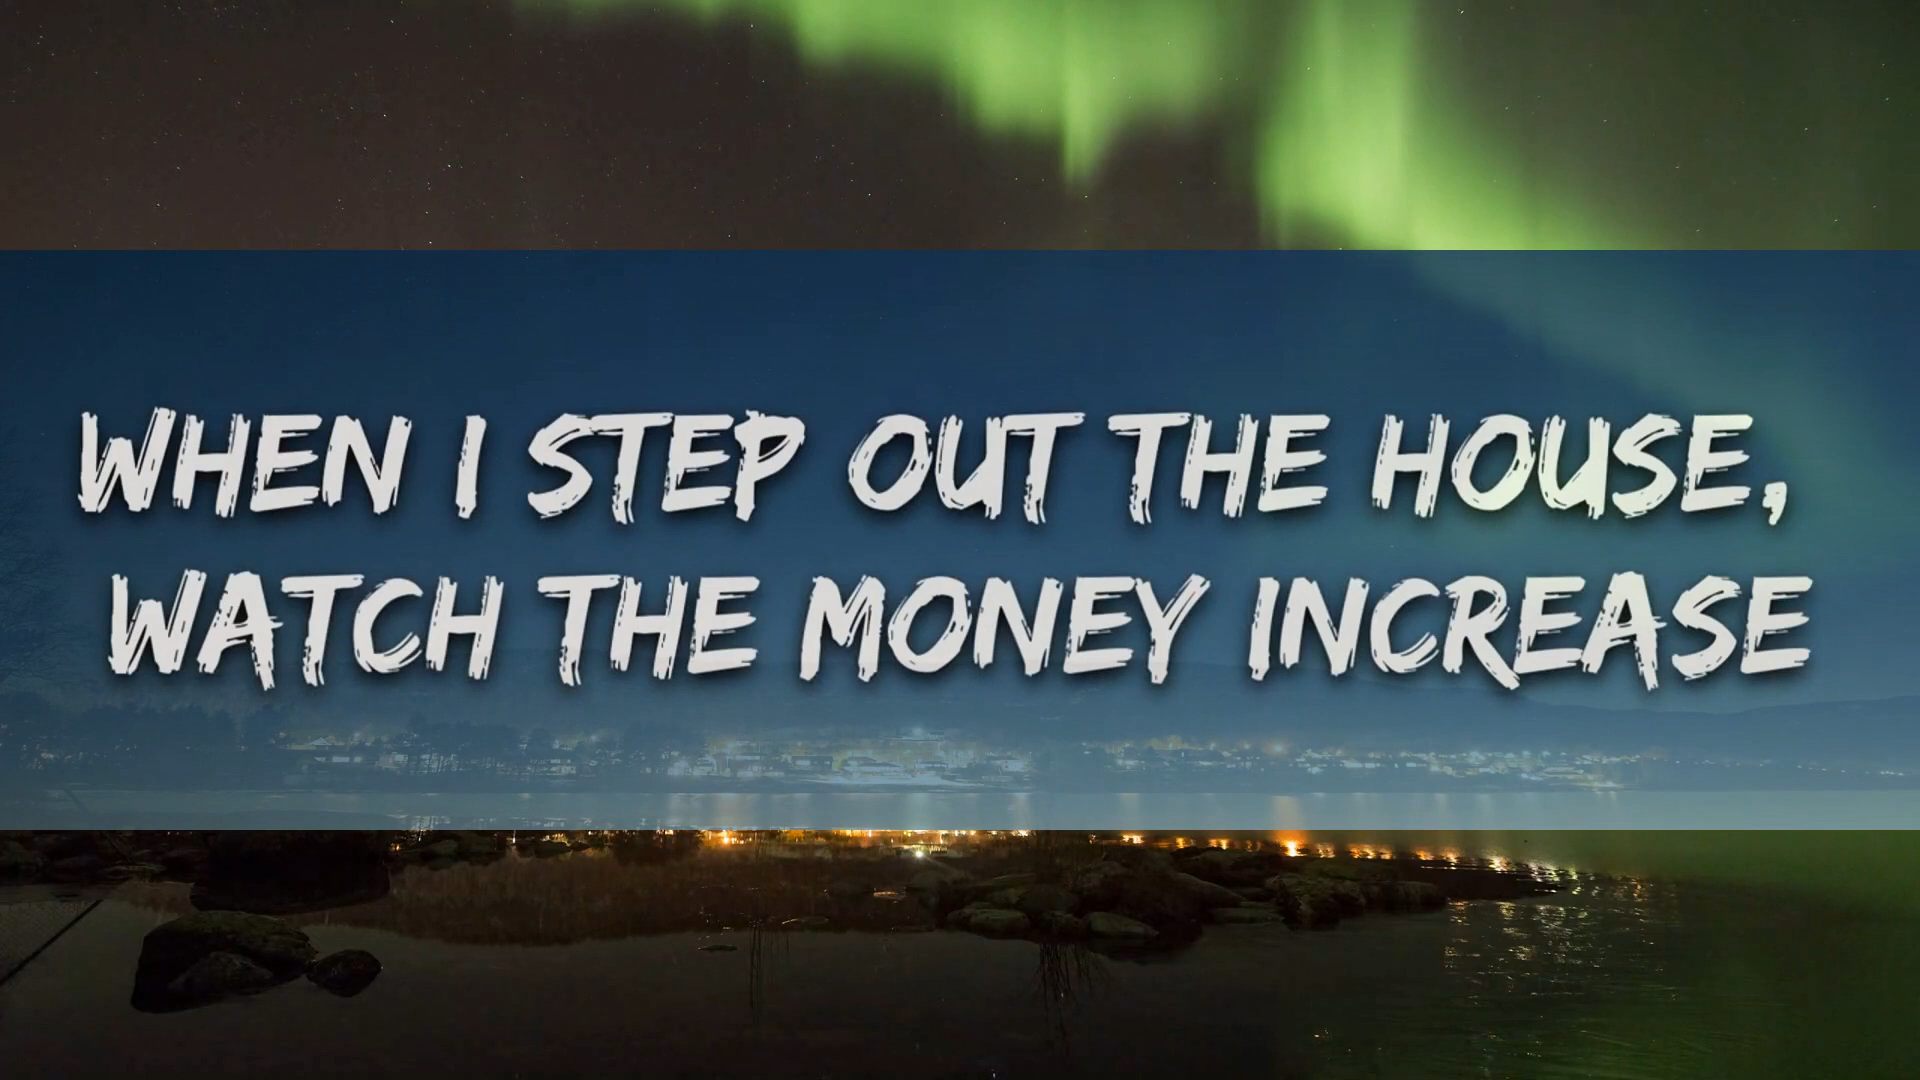 WHEN I STEP OUT THE HOUSE,
WATCH THE MONEY INCREASE